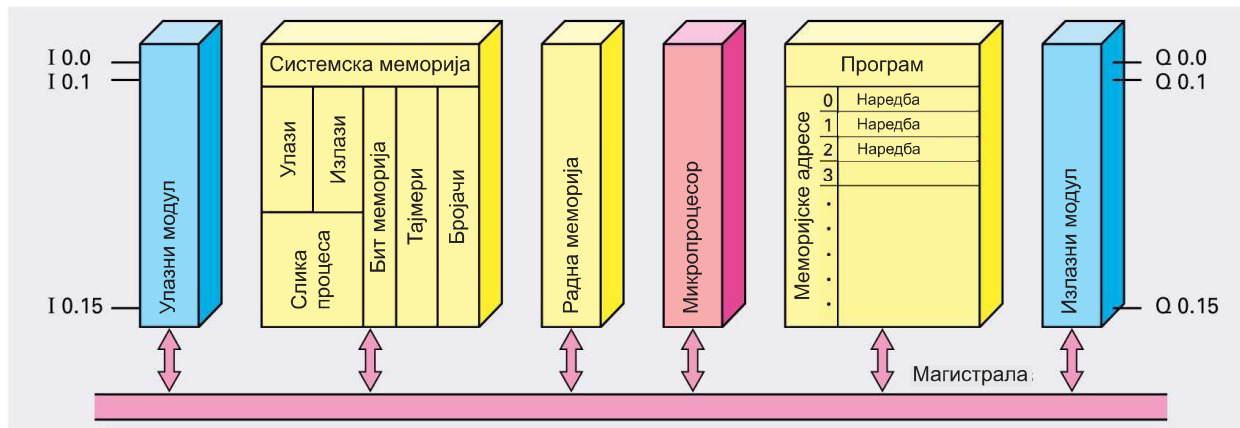 I 0.0
I 0.1
I 0.15
Улазни модул
Системска меморија
Улази
Излази
Слика
процеса
Бит меморија
Тајмери
Бројачи
Радна меморија
Микропроцесор
Програм
Меморијске адресе
0 Наредба
1 Наредба
2 Наредба
3
Излазни модул
Q 0.0
Q 0.1
Q 0.15
Магистрала